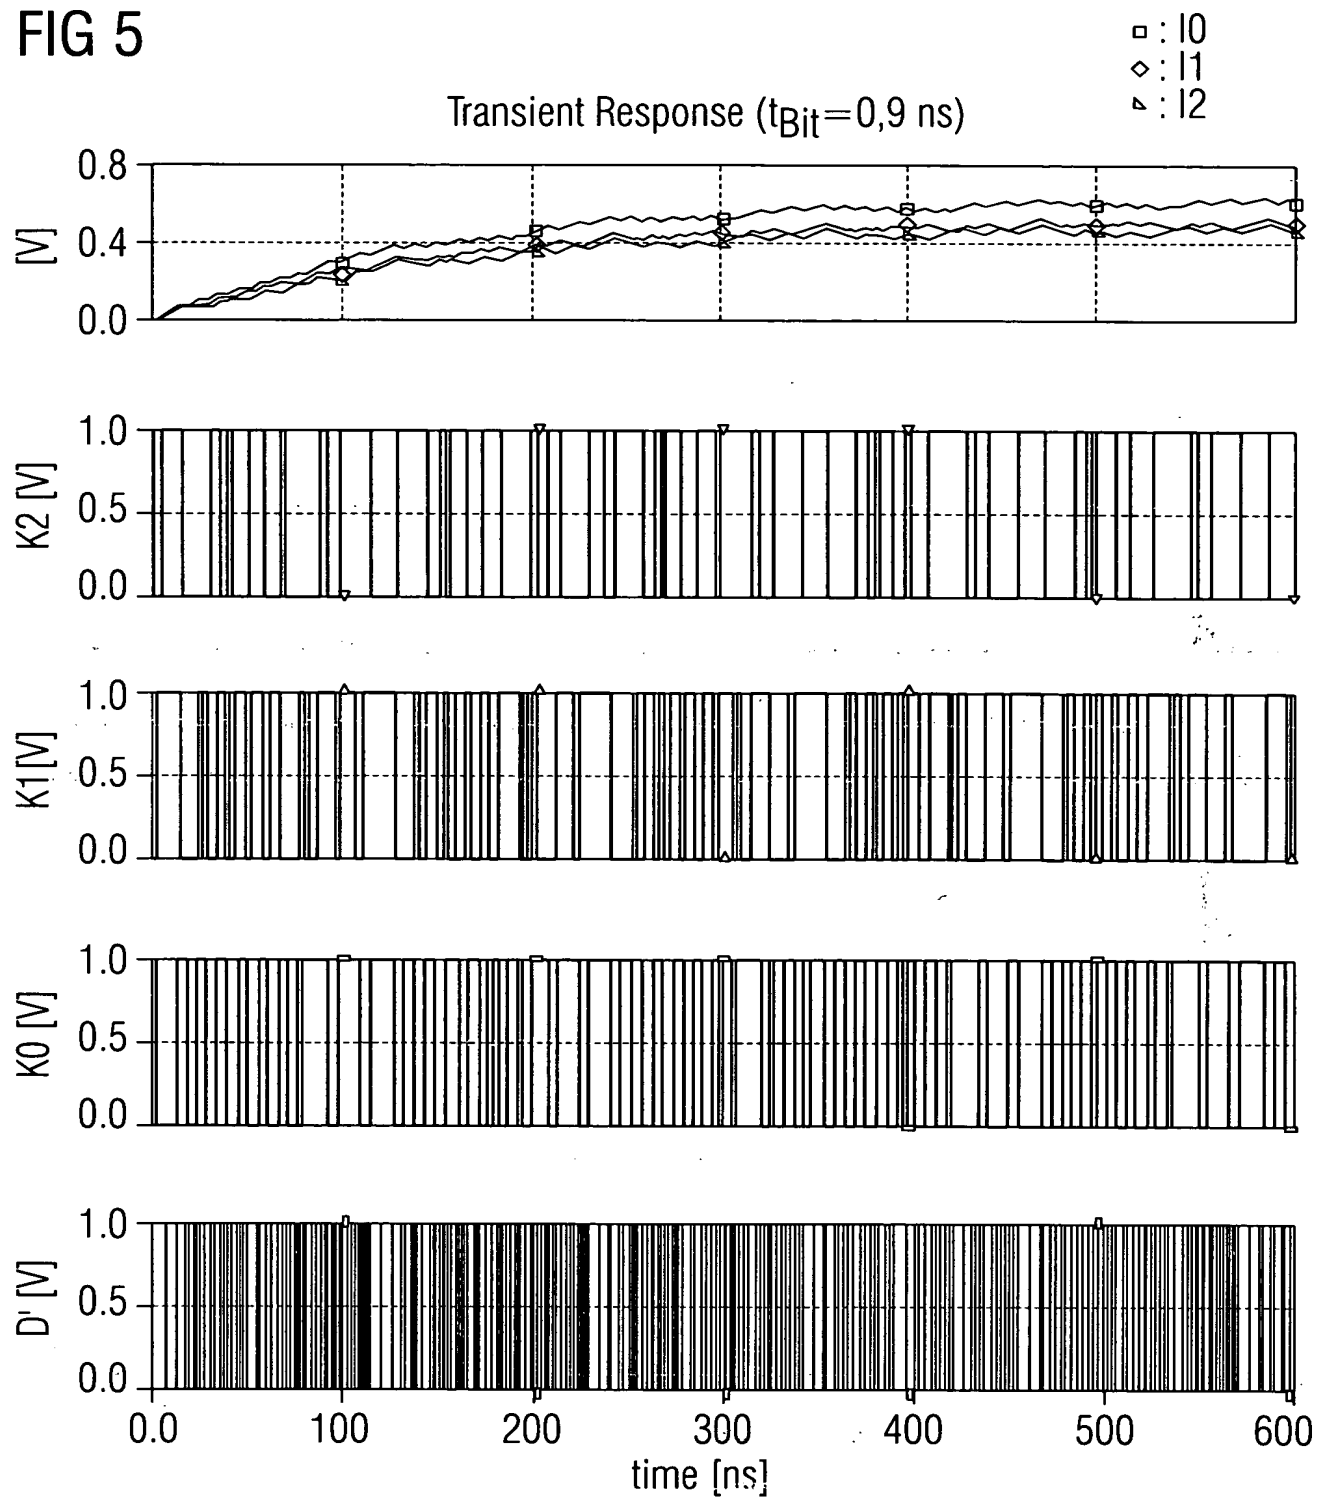 FIG 5
□ : I0
◇ : I1
◺ : I2
Transient Response (tBit=0,9 ns)
0.8
[V]
0.4
0.0
1.0
K2 [V]
0.5
0.0
1.0
K1[V]
0.5
0.0
1.0
K0 [V]
0.5
0.0
1.0
D' [V]
0.5
0.0
0.0 100 200 300 400 500 600
time [ns]